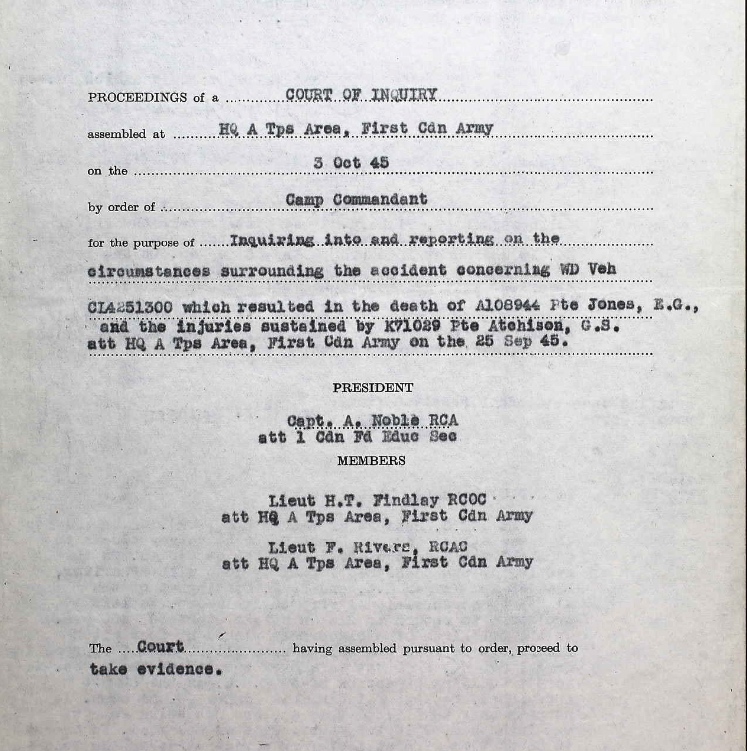 PROCEEDINGS of a ............COURT OF INQUIRY............
assembled at ........HQ A Tps Area, First Cdn Army............
on the ............3 Oct 45............
by order of ............Camp Commandant............
for the purpose of ......Inquiring into and reporting on the............
circumstances surrounding the accident concerning WD Veh
CL4251300 which resulted in the death of A108944 Pte Jones, E.G.,
and the injuries sustained by K71029 Pte Atchison, G.S.
att HQ A Tps Area, First Cdn Army on the 25 Sep 45.
PRESIDENT
Capt. A. Noble RCA
att 1 Cdn Fd Educ Sec
MEMBERS
Lieut H.T. Findlay RCOC
att HQ A Tps Area, First Cdn Army
Lieut F. Rivers, RCAC
att HQ A Tps Area, First Cdn Army
The ....Court........................ having assembled pursuant to order, proceed to
take evidence.